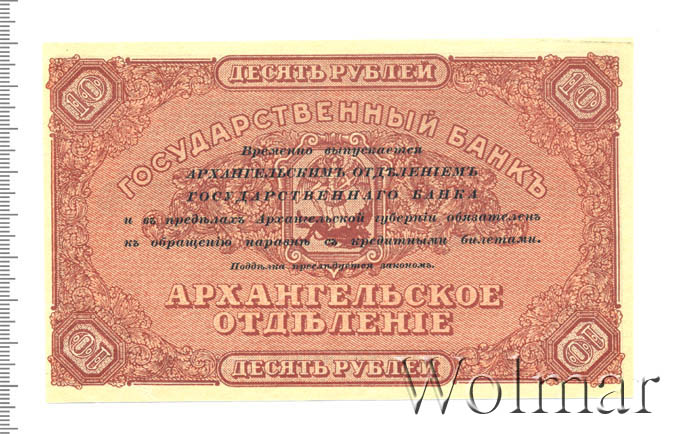 ДЕСЯТЬ РУБЛЕЙ
10 10
ГОСУДАРСТВЕННЫЙ БАНКЪ
Временно выпускается
АРХАНГЕЛЬСКИМЪ ОТДѢЛЕНІЕМЪ
ГОСУДАРСТВЕННАГО БАНКА
и въ предѣлахъ Архангельской губерніи обязателенъ
къ обращенію наравнѣ съ кредитными билетами.
Поддѣлка преслѣдуется закономъ.
АРХАНГЕЛЬСКОЕ
ОТДѢЛЕНІЕ
10 10
ДЕСЯТЬ РУБЛЕЙ
Wolmar